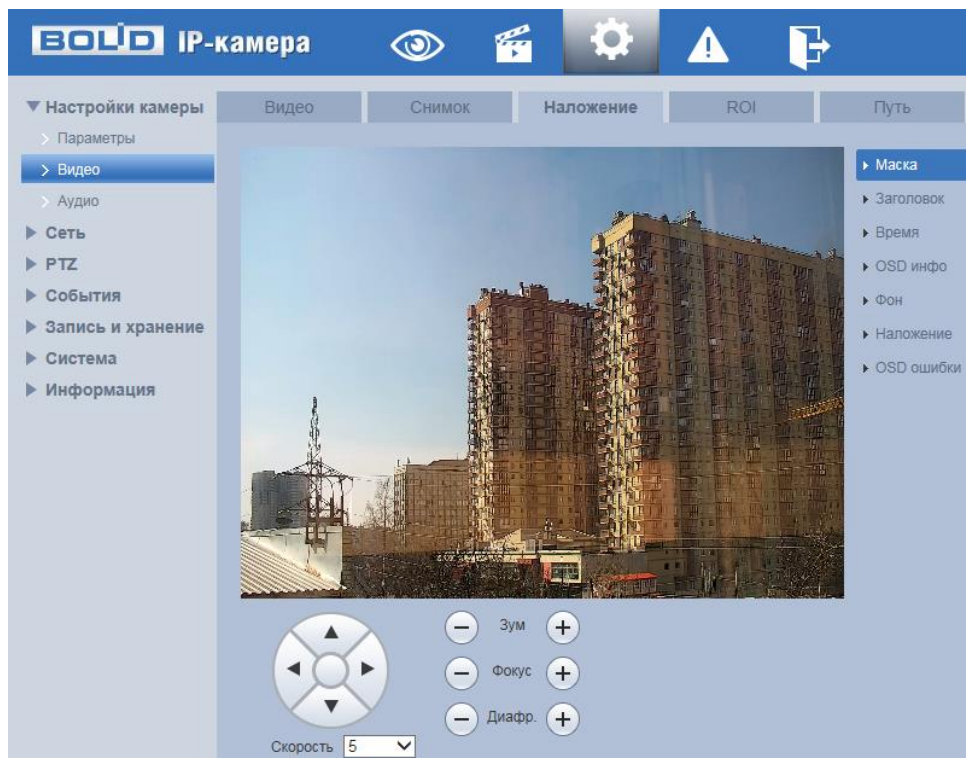 BOLID IP-камера
Видео Снимок Наложение ROI Путь
Настройки камеры
Параметры
Видео
Аудио
Сеть
PTZ
События
Запись и хранение
Система
Информация
Маска
Заголовок
Время
OSD инфо
Фон
Наложение
OSD ошибки
Зум
Фокус
Диафр.
Скорость 5